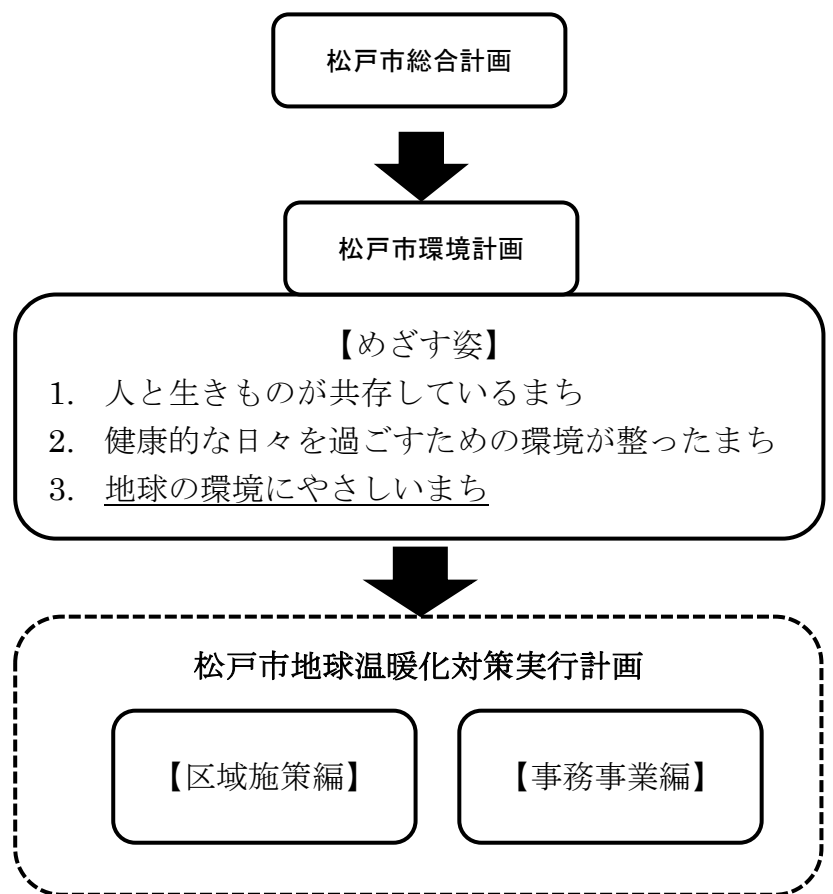 松戸市総合計画
松戸市環境計画
【めざす姿】
1. 人と生きものが共存しているまち
2. 健康的な日々を過ごすための環境が整ったまち
3. 地球の環境にやさしいまち
松戸市地球温暖化対策実行計画
【区域施策編】
【事務事業編】